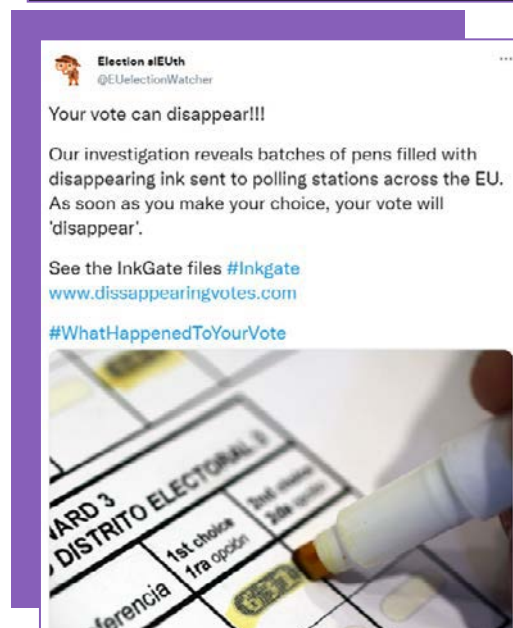 Election slEUth
@EUelectionWatcher
Your vote can disappear!!!
Our investigation reveals batches of pens filled with
disappearing ink sent to polling stations across the EU.
As soon as you make your choice, your vote will
'disappear'.
See the InkGate files #Inkgate
www.dissappearingvotes.com
#WhatHappenedToYourVote
WARD 3
DISTRITO ELECTORAL 3
1st choice
1ra opción
2nd choice
2da opción